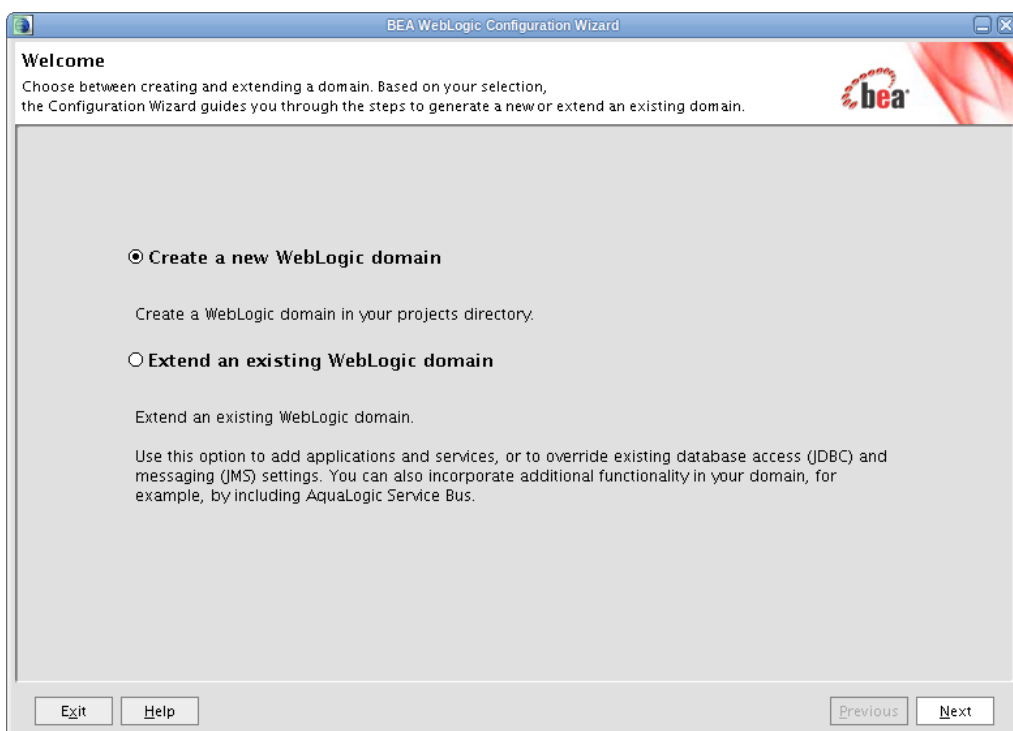 BEA WebLogic Configuration Wizard
Welcome
Choose between creating and extending a domain. Based on your selection,
the Configuration Wizard guides you through the steps to generate a new or extend an existing domain.
bea
Create a new WebLogic domain
Create a WebLogic domain in your projects directory.
Extend an existing WebLogic domain
Extend an existing WebLogic domain.
Use this option to add applications and services, or to override existing database access (JDBC) and
messaging (JMS) settings. You can also incorporate additional functionality in your domain, for
example, by including AquaLogic Service Bus.
Exit Help Previous Next